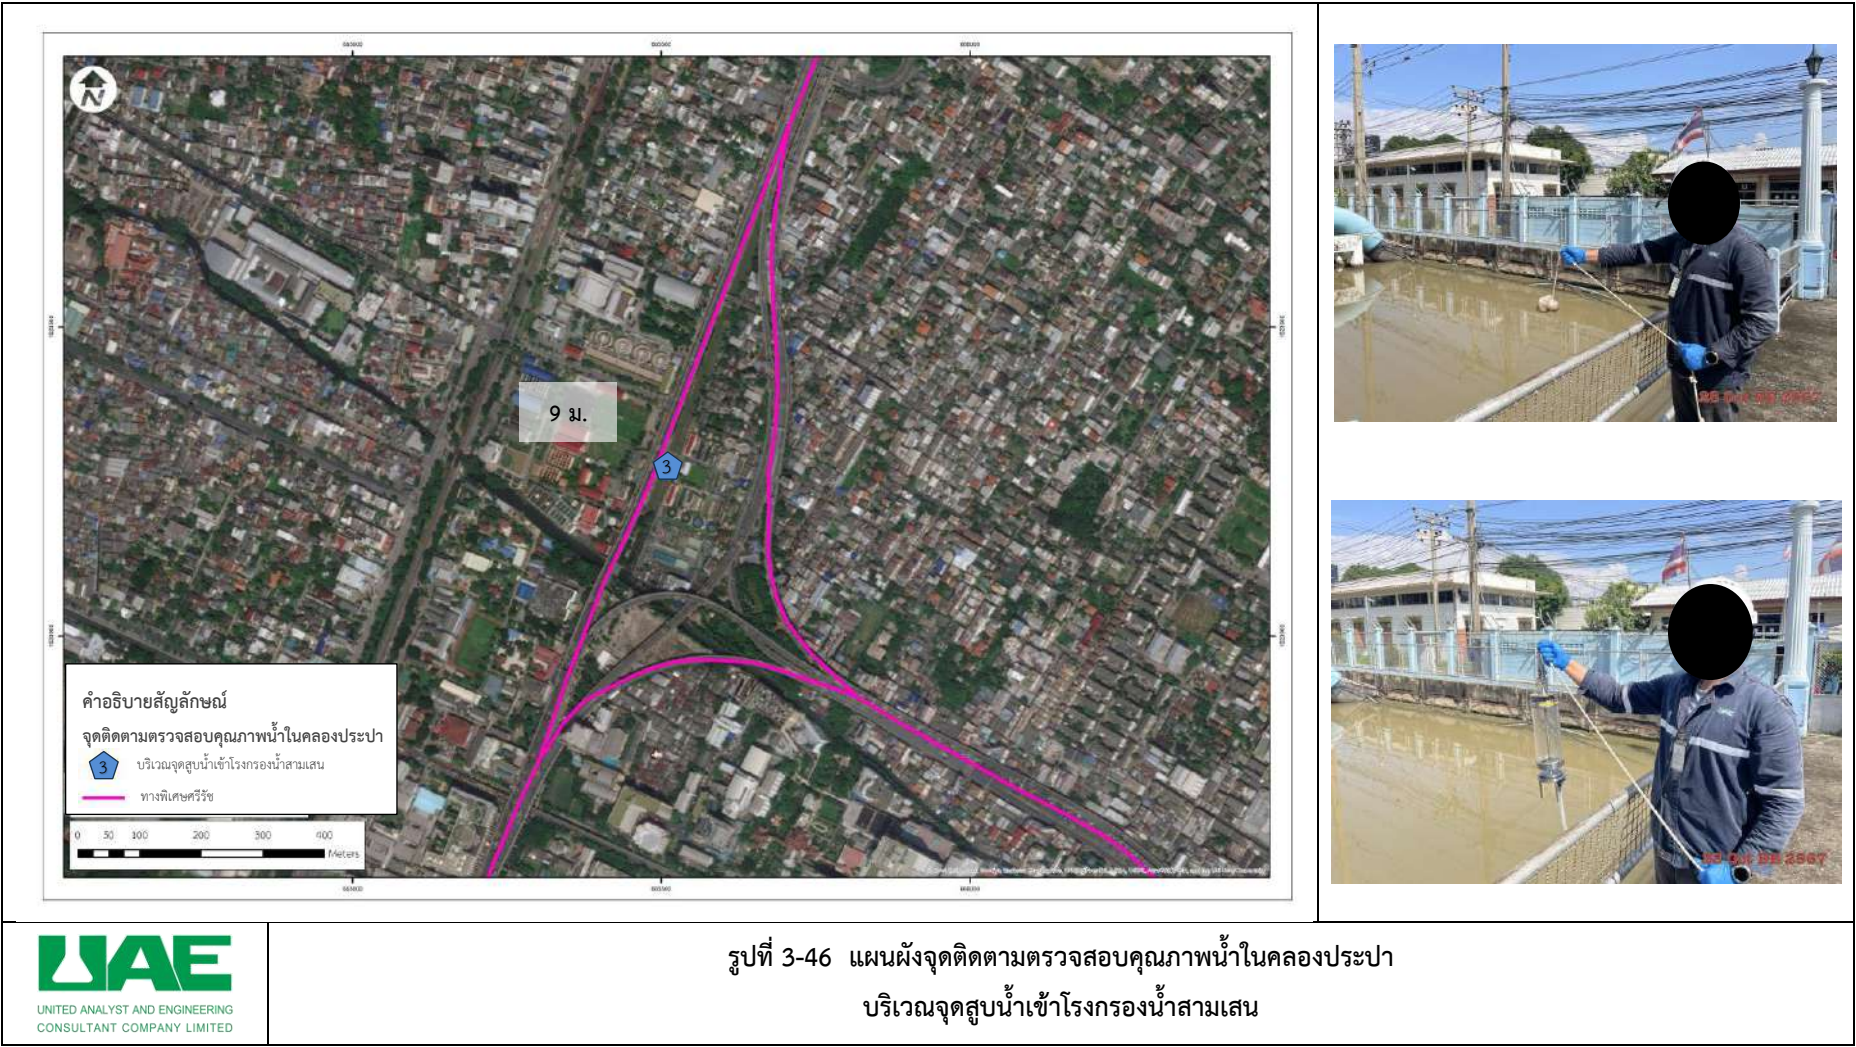 N
9 ม.
3
คำอธิบายสัญลักษณ์
จุดติดตามตรวจสอบคุณภาพน้ำในคลองประปา
3 บริเวณจุดสูบน้ำเข้าโรงกรองน้ำสามเสน
ทางพิเศษศรีรัช
0 50 100 200 300 400
Meters
26 Oct BE 2567
UAE
UNITED ANALYST AND ENGINEERING
CONSULTANT COMPANY LIMITED
รูปที่ 3-46 แผนผังจุดติดตามตรวจสอบคุณภาพน้ำในคลองประปา
บริเวณจุดสูบน้ำเข้าโรงกรองน้ำสามเสน